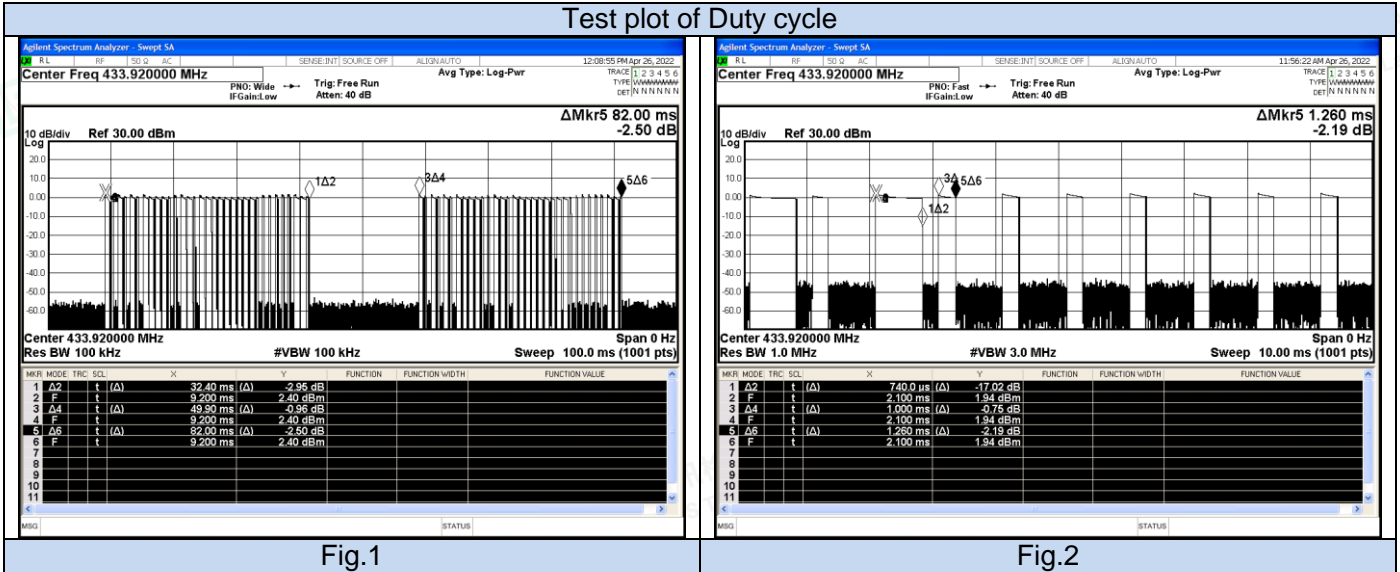 Test plot of Duty cycle
Agilent Spectrum Analyzer - Swept SA
RL RF 50 Ω AC SENSE:INT SOURCE OFF ALIGNAUTO 12:08:55 PM Apr 26, 2022
Center Freq 433.920000 MHz
Avg Type: Log-Pwr
TRACE 1 2 3 4 5 6
TYPE
DET N N N N N N
PNO: Wide Trig: Free Run
IFGain:Low Atten: 40 dB
ΔMkr5 82.00 ms
-2.50 dB
10 dB/div Ref 30.00 dBm
Log
20.0
10.0
0.00
-10.0
-20.0
-30.0
-40.0
-50.0
-60.0
1Δ2
3Δ4
5Δ6
Center 433.920000 MHz Span 0 Hz
Res BW 100 kHz #VBW 100 kHz Sweep 100.0 ms (1001 pts)
MKR MODE TRC SCL X Y FUNCTION FUNCTION WIDTH FUNCTION VALUE
1 Δ2 t (Δ) 32.40 ms (Δ) -2.95 dB
2 F t 9.200 ms 2.40 dBm
3 Δ4 t (Δ) 49.90 ms (Δ) -0.96 dB
4 F t 9.200 ms 2.40 dBm
5 Δ6 t (Δ) 82.00 ms (Δ) -2.50 dB
6 F t 9.200 ms 2.40 dBm
7
8
9
10
11
MSG STATUS
Fig.1
Agilent Spectrum Analyzer - Swept SA
RL RF 50 Ω AC SENSE:INT SOURCE OFF ALIGNAUTO 11:56:22 AM Apr 26, 2022
Center Freq 433.920000 MHz
Avg Type: Log-Pwr
TRACE 1 2 3 4 5 6
TYPE
DET N N N N N N
PNO: Fast Trig: Free Run
IFGain:Low Atten: 40 dB
ΔMkr5 1.260 ms
-2.19 dB
10 dB/div Ref 30.00 dBm
Log
20.0
10.0
0.00
-10.0
-20.0
-30.0
-40.0
-50.0
-60.0
3Δ4
5Δ6
1Δ2
Center 433.920000 MHz Span 0 Hz
Res BW 1.0 MHz #VBW 3.0 MHz Sweep 10.00 ms (1001 pts)
MKR MODE TRC SCL X Y FUNCTION FUNCTION WIDTH FUNCTION VALUE
1 Δ2 t (Δ) 740.0 µs (Δ) -17.02 dB
2 F t 2.100 ms 1.94 dBm
3 Δ4 t (Δ) 1.000 ms (Δ) -0.75 dB
4 F t 2.100 ms 1.94 dBm
5 Δ6 t (Δ) 1.260 ms (Δ) -2.19 dB
6 F t 2.100 ms 1.94 dBm
7
8
9
10
11
MSG STATUS
Fig.2